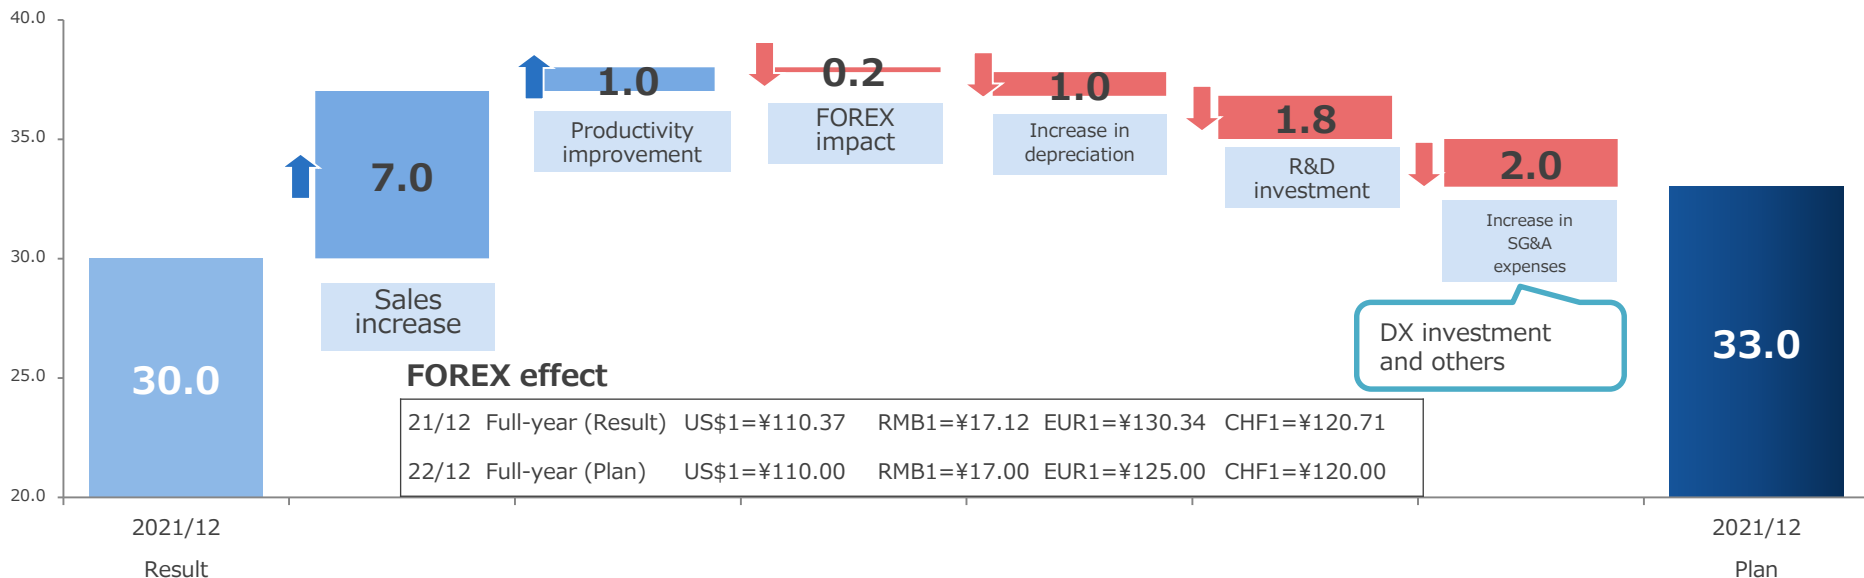 40.0
35.0
30.0
25.0
20.0
30.0
7.0
Sales
increase
1.0
Productivity
improvement
0.2
FOREX
impact
1.0
Increase in
depreciation
1.8
R&D
investment
2.0
Increase in
SG&A
expenses
DX investment
and others
33.0
FOREX effect
21/12 Full-year (Result) US$1=¥110.37 RMB1=¥17.12 EUR1=¥130.34 CHF1=¥120.71
22/12 Full-year (Plan) US$1=¥110.00 RMB1=¥17.00 EUR1=¥125.00 CHF1=¥120.00
2021/12
Result
2021/12
Plan